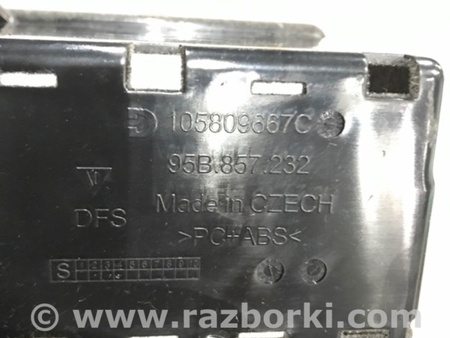 105809667C
95B.857.232
Made in CZECH
DFS
>PC+ABS<
S
www.razborki.com